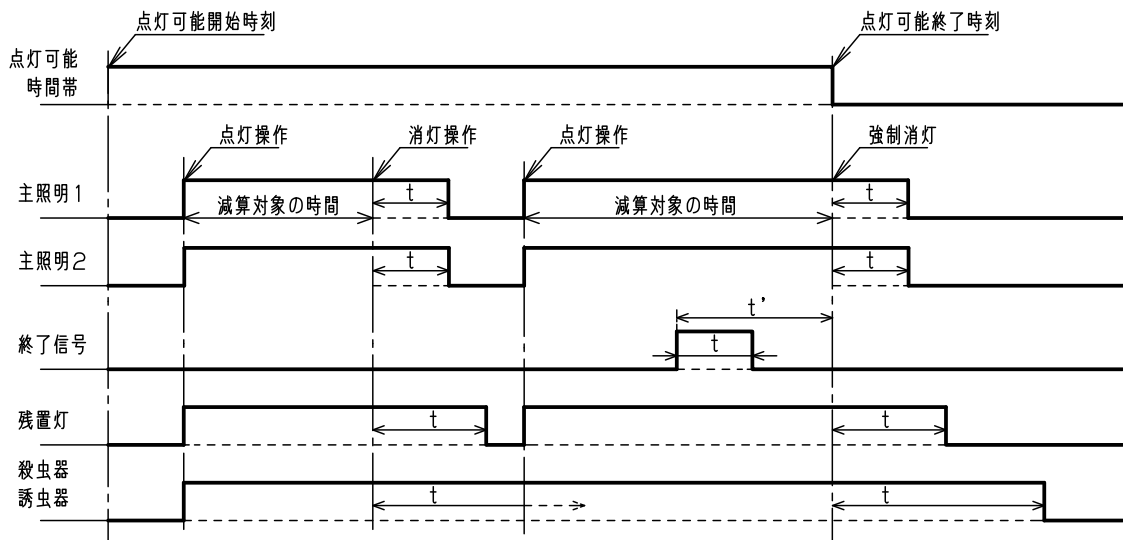 点灯可能開始時刻
点灯可能終了時刻
点灯可能
時間帯
点灯操作
消灯操作
点灯操作
強制消灯
主照明1
t
t
減算対象の時間
減算対象の時間
主照明2
t
t
t'
終了信号
t
残置灯
t
t
殺虫器
誘虫器
t
t